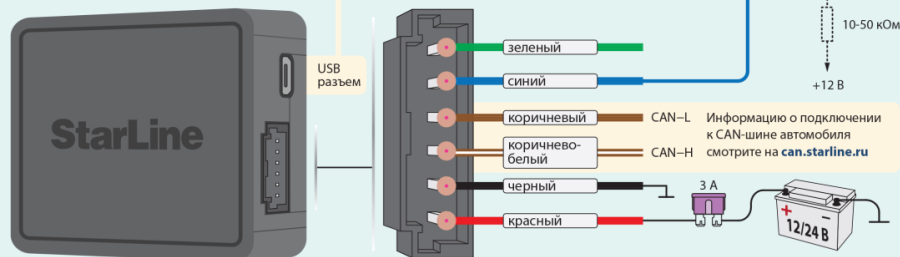 StarLine
USB
разъем
зеленый
синий
коричневый
коричнево-
белый
черный
красный
CAN–L
CAN–H
Информацию о подключении
к CAN-шине автомобиля
смотрите на can.starline.ru
10-50 кОм
+12 В
3 А
+ –
12/24 В